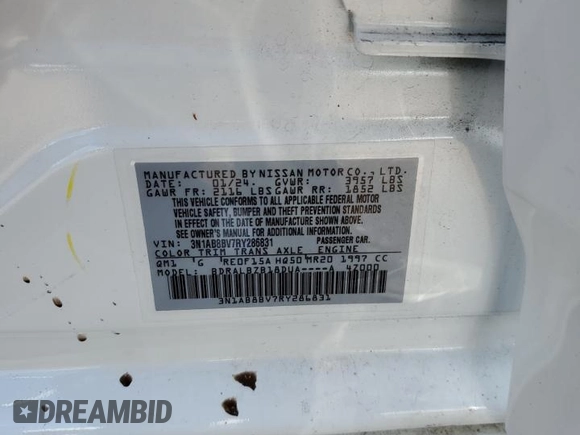 MANUFACTURED BY NISSAN MOTOR CO., LTD.
DATE: 01/24. GVWR: 3957 LBS
GAWR FR: 2116 LBS GAWR RR: 1852 LBS
THIS VEHICLE CONFORMS TO ALL APPLICABLE FEDERAL MOTOR
VEHICLE SAFETY, BUMPER AND THEFT PREVENTION STANDARDS
IN EFFECT ON THE DATE OF MANUFACTURE SHOWN ABOVE.
SEE OWNER'S MANUAL FOR ADDITIONAL INFORMATION.
VIN: 3N1AB8BV7RY286831 PASSENGER CAR.
COLOR TRIM TRANS AXLE ENGINE
QM1 G RE0F15A HQ50 MR20 1997 CC
MODEL: BDRALBZB18DUA----A 47000
3N1AB8BV7RY286831
DREAMBID